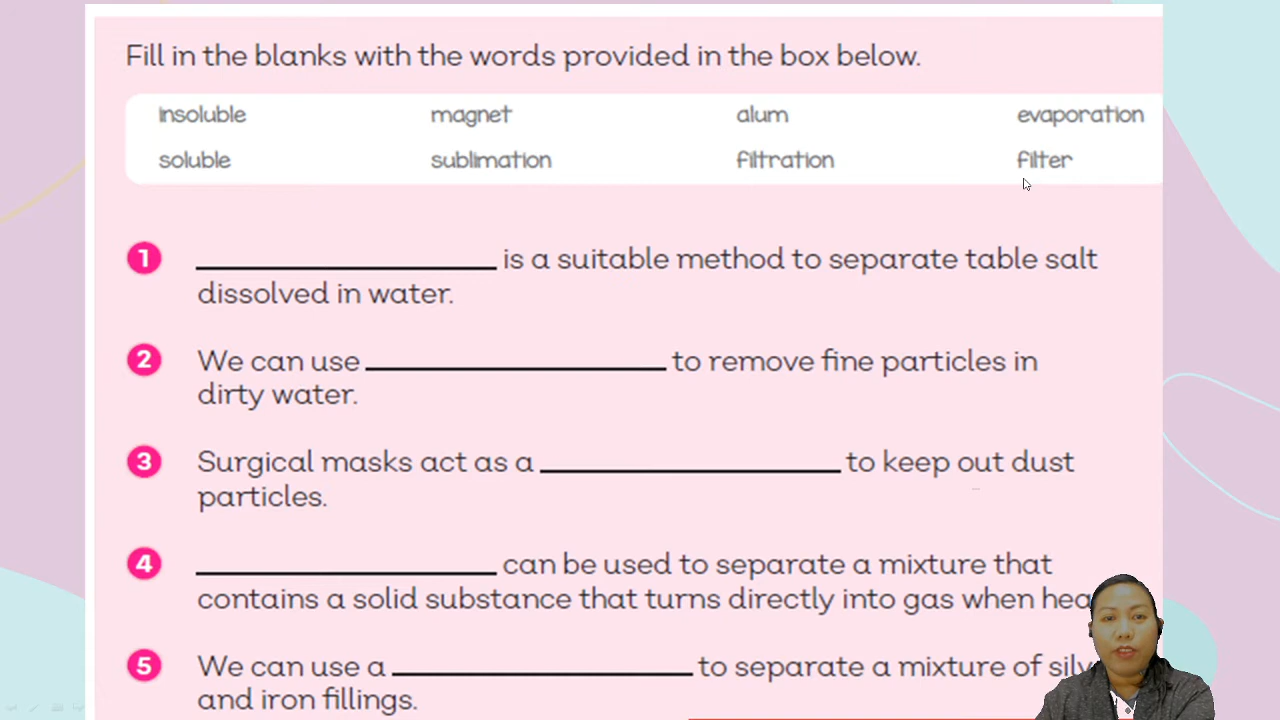 Fill in the blanks with the words provided in the box below.
insoluble magnet alum evaporation
soluble sublimation filtration filter
1 is a suitable method to separate table salt
dissolved in water.
2 We can use to remove fine particles in
dirty water.
3 Surgical masks act as a to keep out dust
particles.
4 can be used to separate a mixture that
contains a solid substance that turns directly into gas when
5 We can use a to separate a mixture of
and iron fillings.